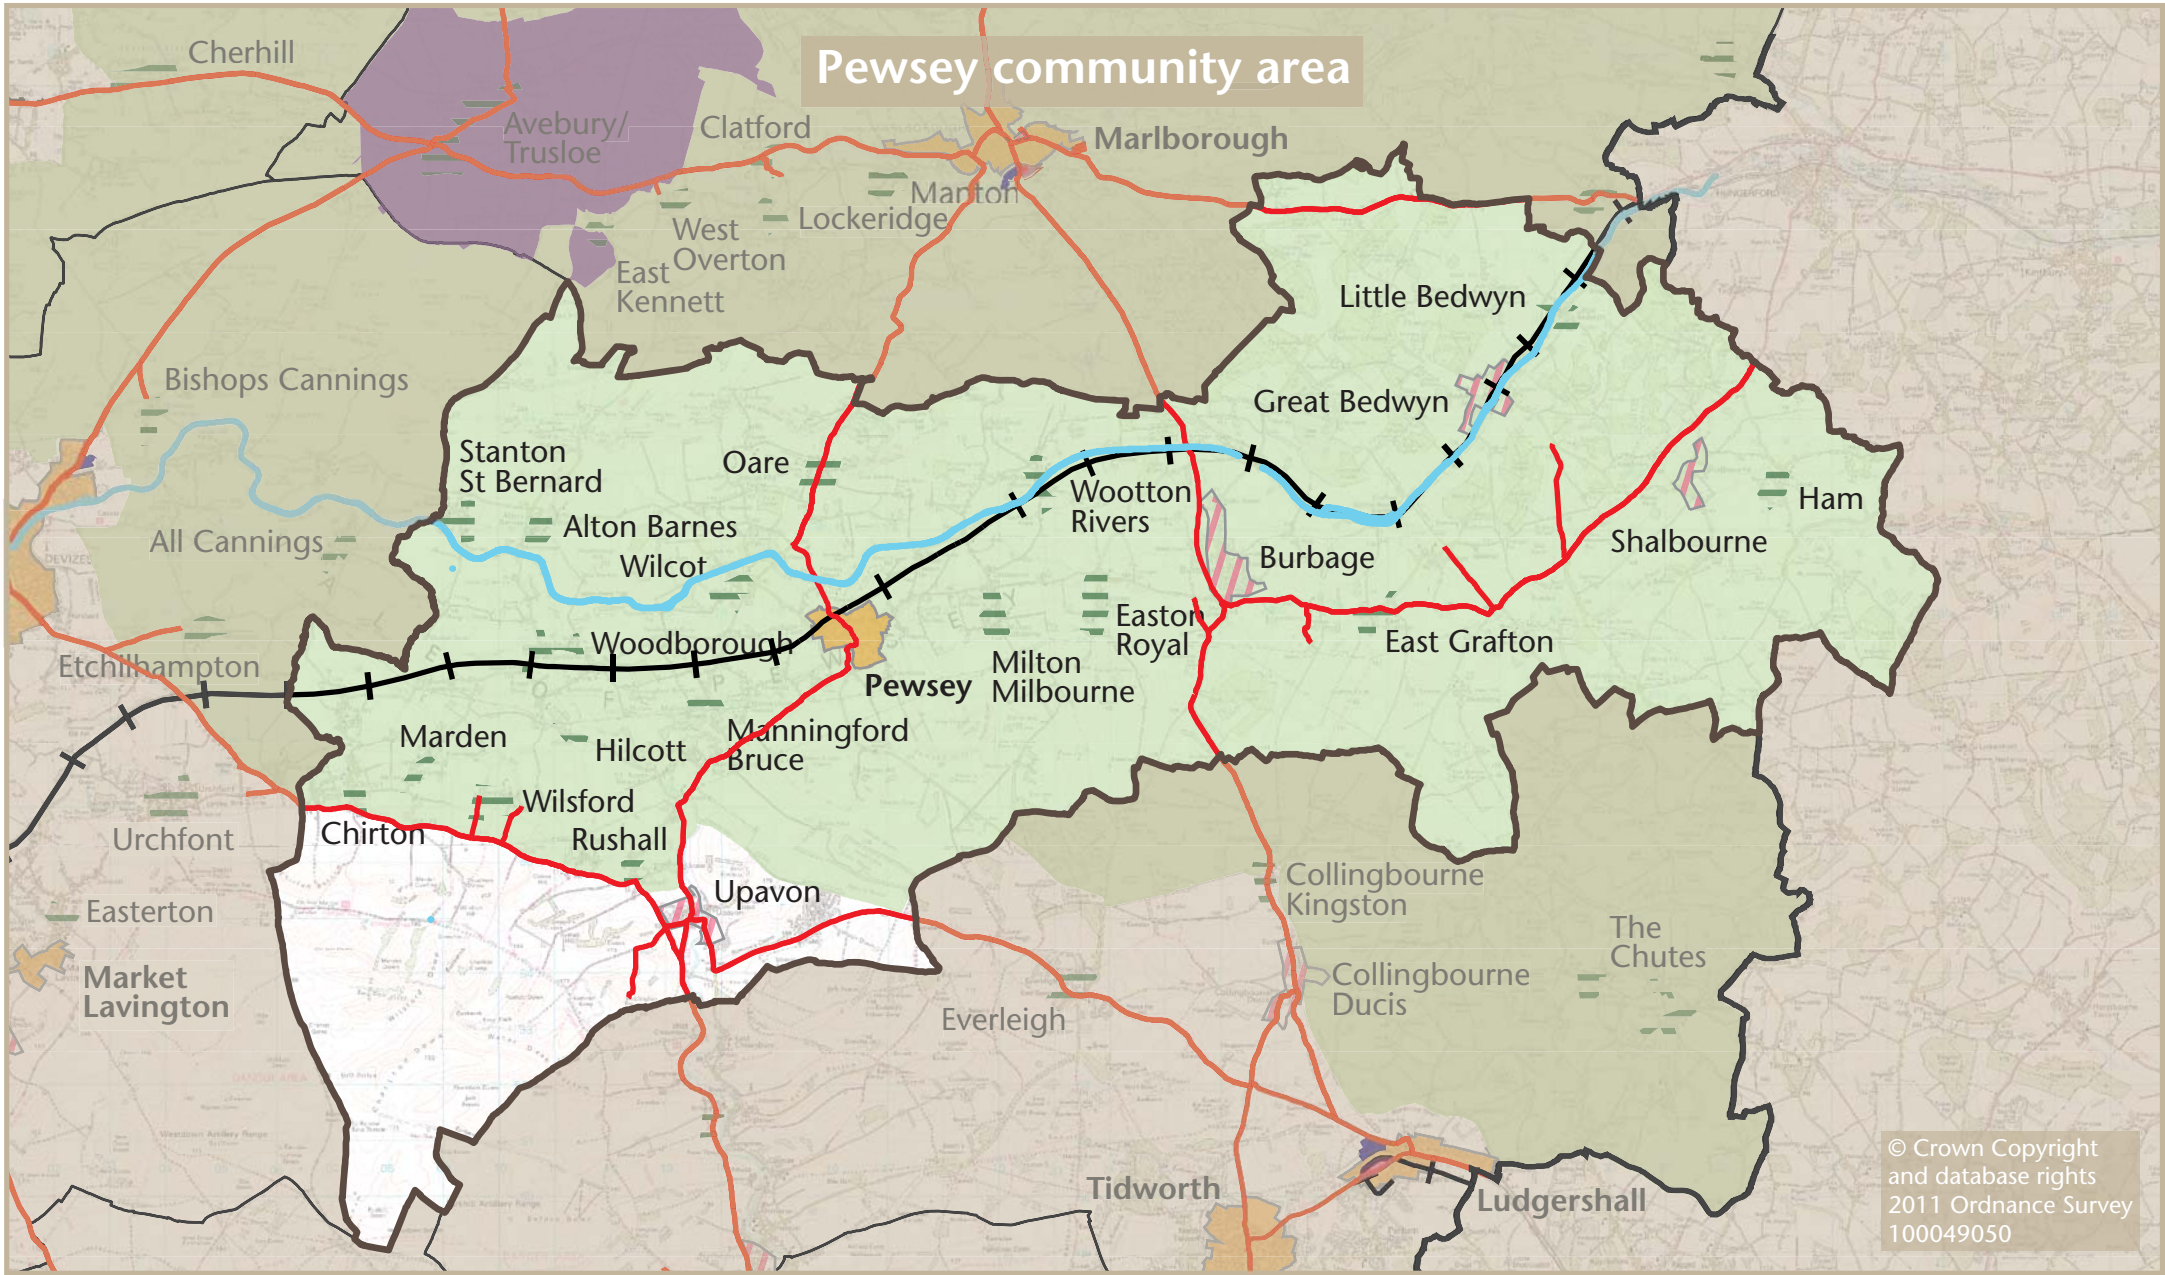 Pewsey community area
Cherhill
Avebury/
Trusloe
Clatford
Marlborough
Manton
Lockeridge
West
Overton
East
Kennett
Bishops Cannings
Little Bedwyn
Great Bedwyn
Stanton
St Bernard
Oare
Alton Barnes
Wilcot
All Cannings
DEVIZES
Wootton
Rivers
Burbage
Ham
Shalbourne
Easton
Royal
East Grafton
Woodborough
Etchilhampton
Milton
Milbourne
Pewsey
Marden
Hilcott
Manningford
Bruce
Wilsford
Chirton
Rushall
Urchfont
Upavon
Easterton
Collingbourne
Kingston
The
Chutes
Market
Lavington
Collingbourne
Ducis
Everleigh
DANGER AREA
Tidworth
Ludgershall
© Crown Copyright
and database rights
2011 Ordnance Survey
100049050